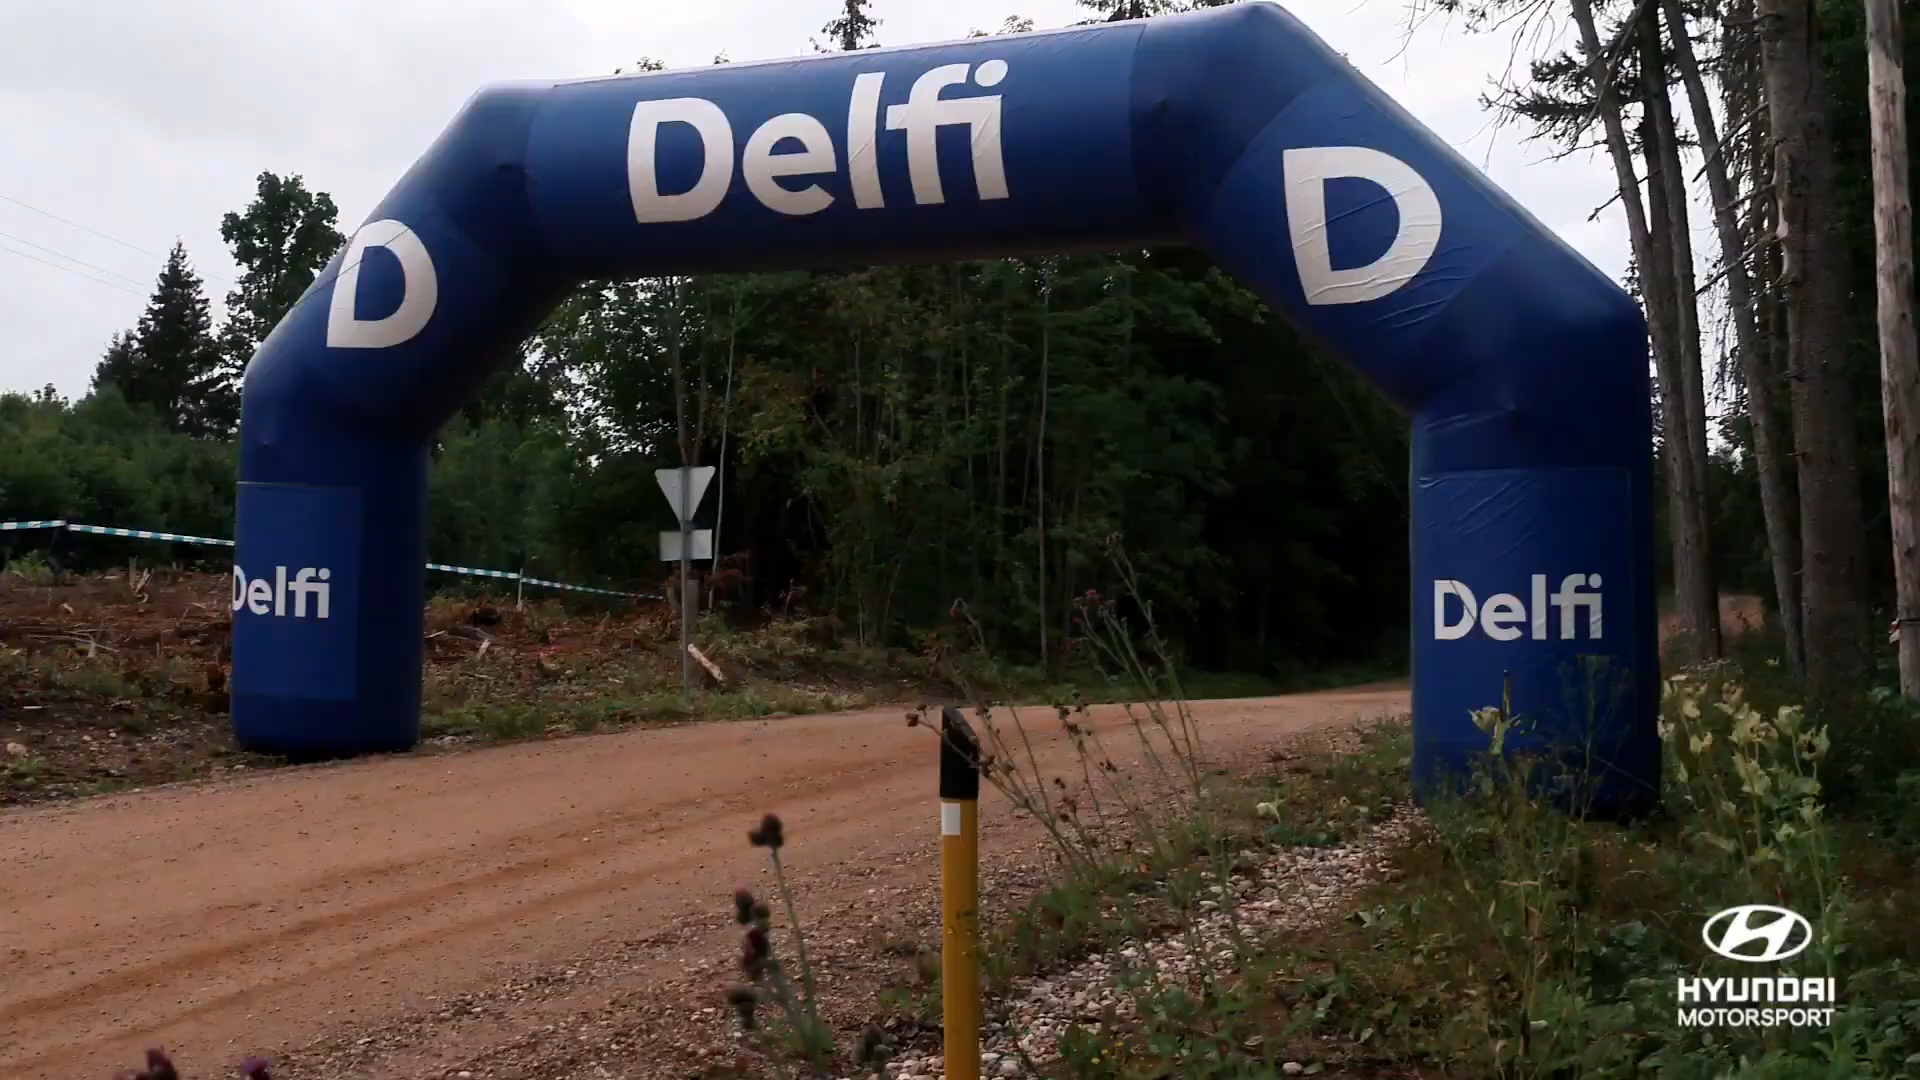 Delfi
D
D
Delfi
Delfi
HYUNDAI
MOTORSPORT